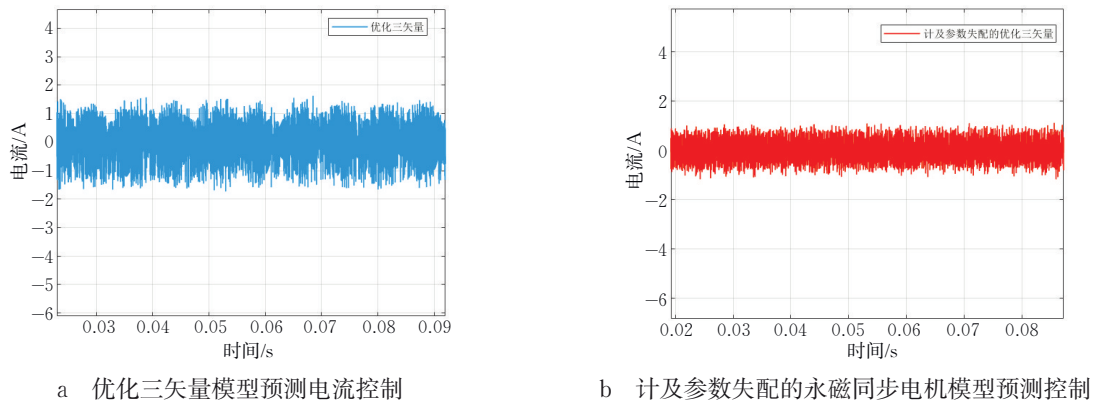 优化三矢量
4
3
2
1
0
−1
−2
−3
−4
−5
−6
电流/A
0.03 0.04 0.05 0.06 0.07 0.08 0.09
时间/s
a 优化三矢量模型预测电流控制
计及参数失配的优化三矢量
4
2
0
−2
−4
−6
电流/A
0.02 0.03 0.04 0.05 0.06 0.07 0.08
时间/s
b 计及参数失配的永磁同步电机模型预测控制